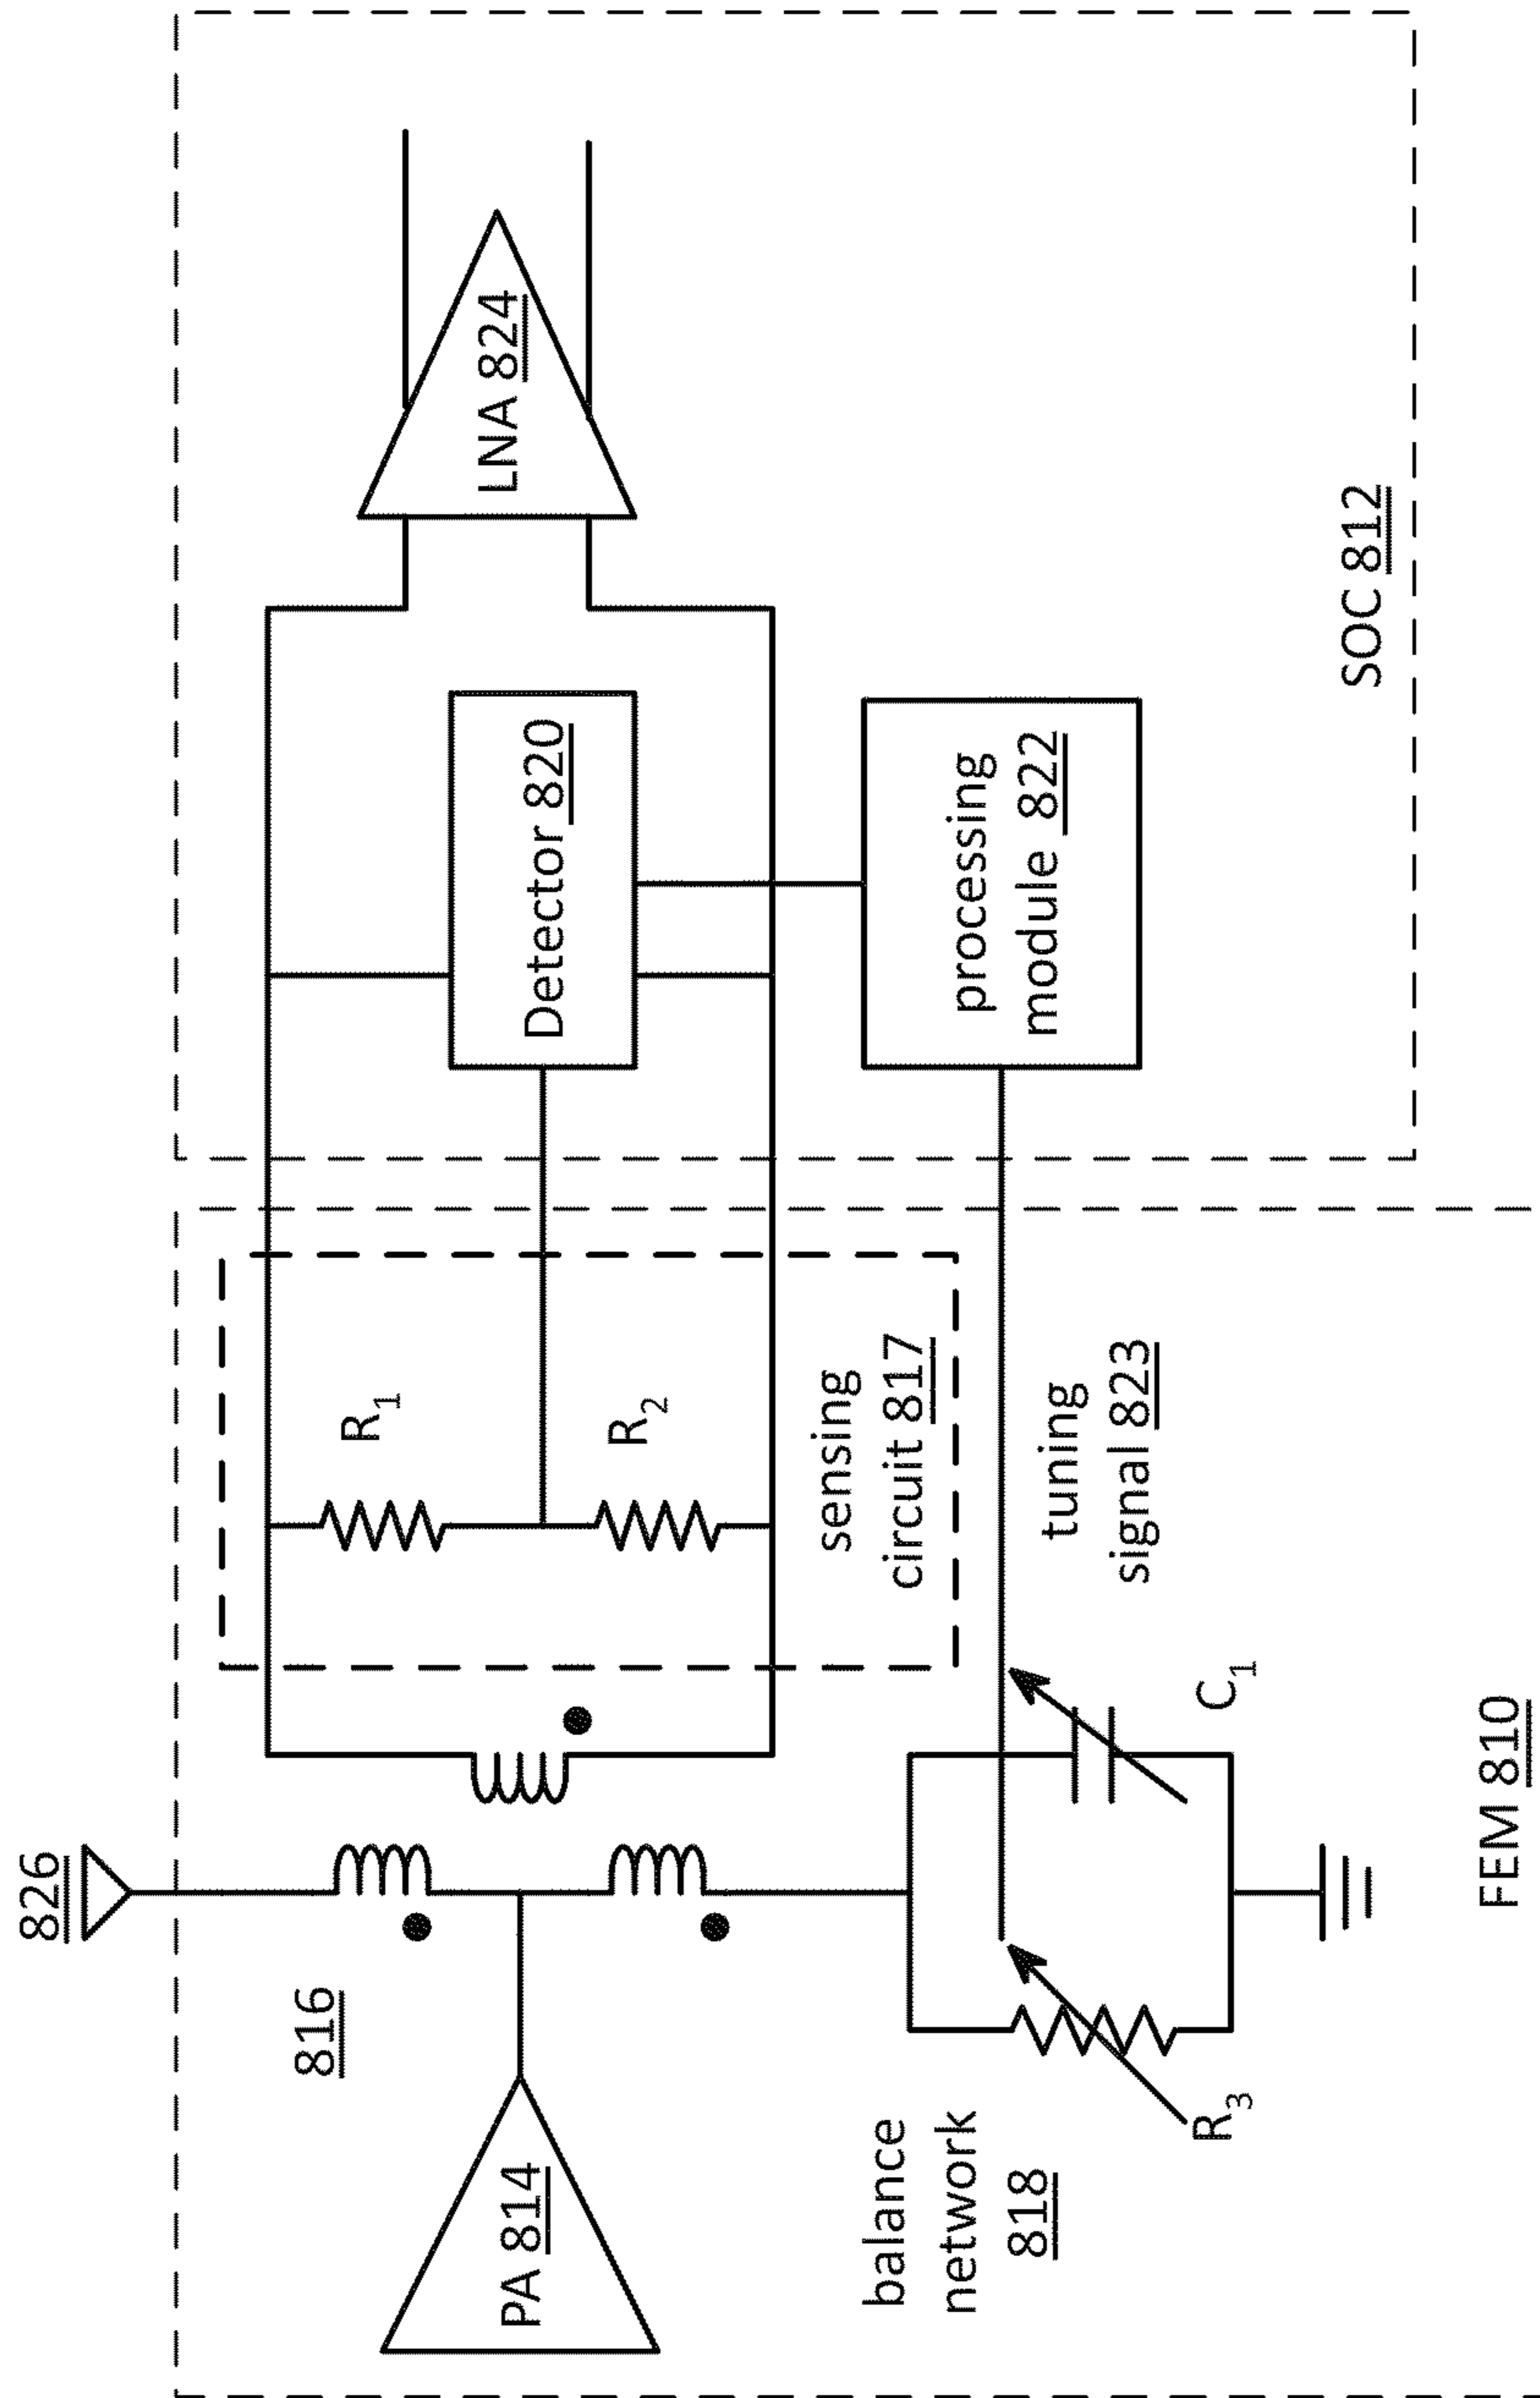 826
816
PA 814
R1
R2
sensing
circuit 817
Detector 820
LNA 824
balance
network
818
R3
C1
tuning
signal 823
processing
module 822
FEM 810
SOC 812